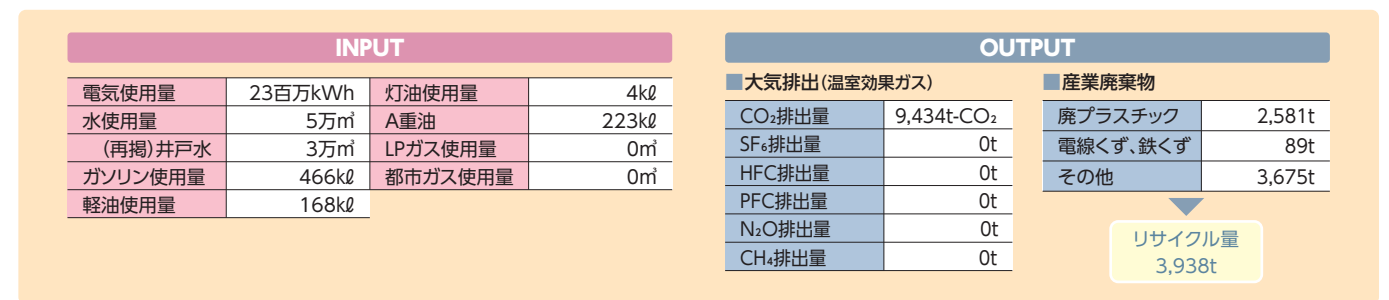 INPUT
電気使用量 23百万kWh 灯油使用量 4kℓ
水使用量 5万㎥ A重油 223kℓ
(再掲)井戸水 3万㎥ LPガス使用量 0㎥
ガソリン使用量 466kℓ 都市ガス使用量 0㎥
軽油使用量 168kℓ
OUTPUT
■大気排出(温室効果ガス)
CO₂排出量 9,434t-CO₂
SF₆排出量 0t
HFC排出量 0t
PFC排出量 0t
N₂O排出量 0t
CH₄排出量 0t
■産業廃棄物
廃プラスチック 2,581t
電線くず、鉄くず 89t
その他 3,675t
リサイクル量
3,938t